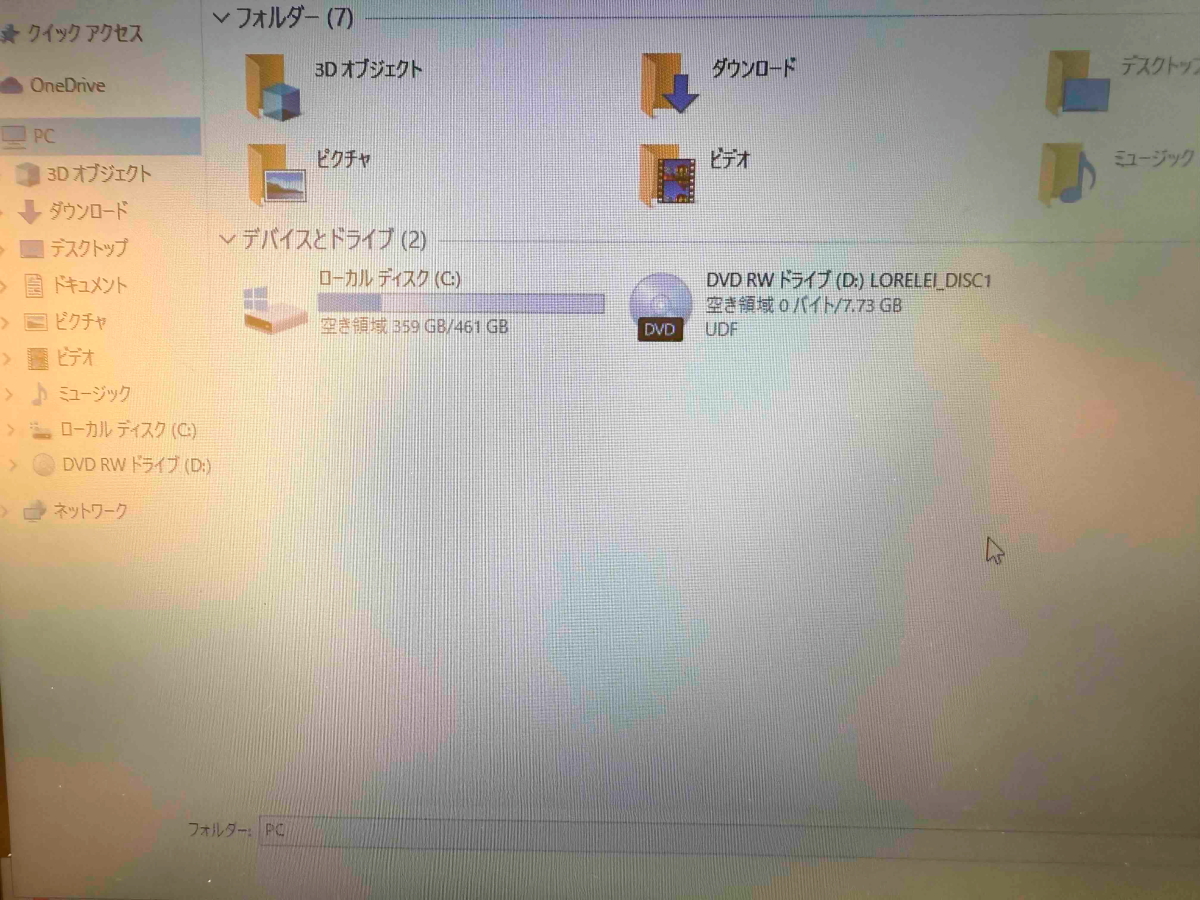 フォルダー (7)
クイック アクセス
OneDrive
PC
3D オブジェクト
ダウンロード
デスクトップ
ドキュメント
ピクチャ
ビデオ
ミュージック
ローカル ディスク (C:)
DVD RW ドライブ (D:)
ネットワーク
3D オブジェクト
ダウンロード
デスクトップ
ピクチャ
ビデオ
ミュージック
デバイスとドライブ (2)
ローカル ディスク (C:)
空き領域 359 GB/461 GB
DVD
DVD RW ドライブ (D:) LORELEI_DISC1
空き領域 0 バイト/7.73 GB
UDF
フォルダー: PC